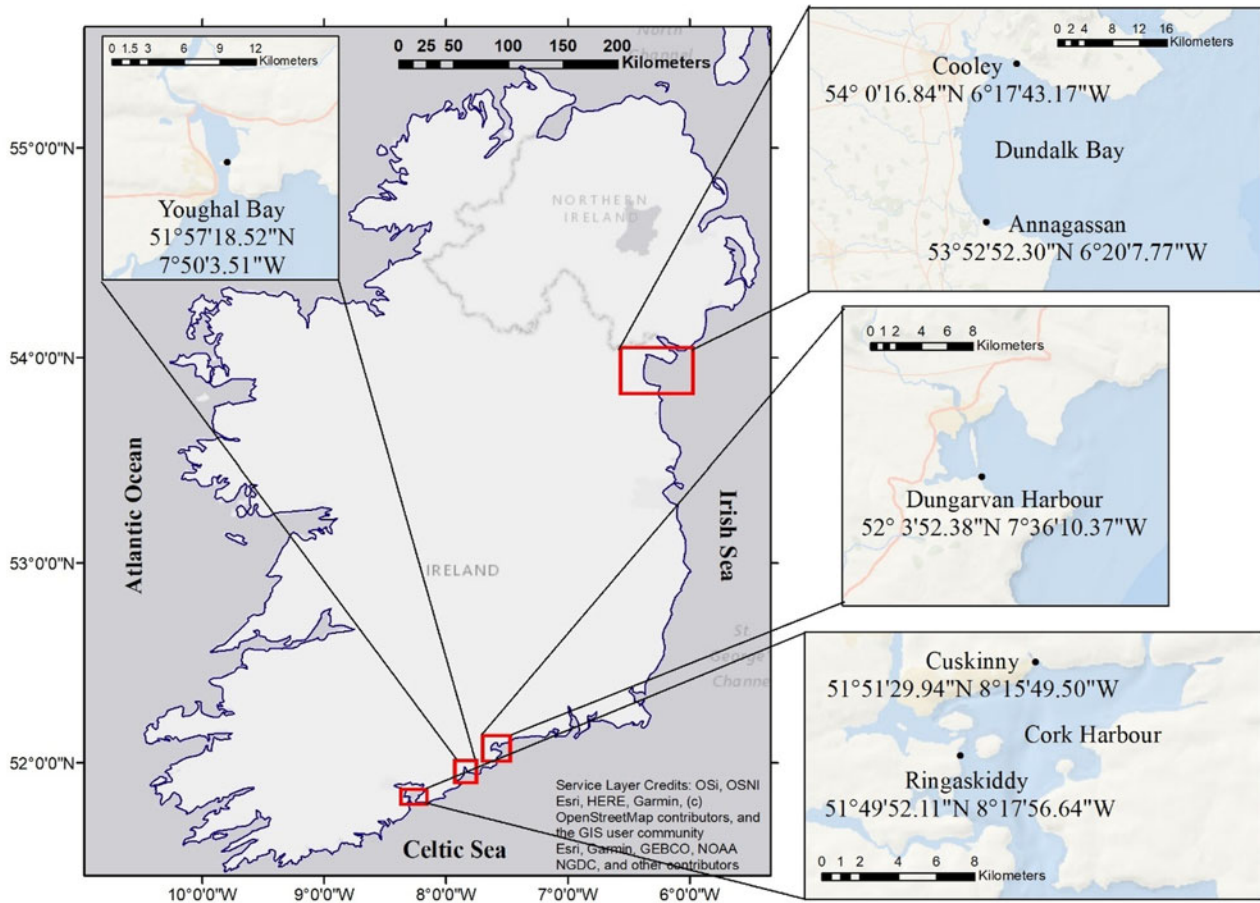 0 1.5 3 6 9 12
Kilometers
Youghal Bay
51°57'18.52"N
7°50'3.51"W
0 25 50 100 150 200
Kilometers
North
Channel
NORTHERN
IRELAND
IRELAND
Atlantic Ocean
Irish Sea
Celtic Sea
St
George
Channe
55°0'0"N
54°0'0"N
53°0'0"N
52°0'0"N
10°0'0"W
9°0'0"W
8°0'0"W
7°0'0"W
6°0'0"W
Service Layer Credits: OSi, OSNI
Esri, HERE, Garmin, (c)
OpenStreetMap contributors, and
the GIS user community
Esri, Garmin, GEBCO, NOAA
NGDC, and other contributors
0 2 4 8 12 16
Kilometers
Cooley
54° 0'16.84"N 6°17'43.17"W
Dundalk Bay
Annagassan
53°52'52.30"N 6°20'7.77"W
0 1 2 4 6 8
Kilometers
Dungarvan Harbour
52° 3'52.38"N 7°36'10.37"W
Cuskinny
51°51'29.94"N 8°15'49.50"W
Cork Harbour
Ringaskiddy
51°49'52.11"N 8°17'56.64"W
0 1 2 4 6 8
Kilometers